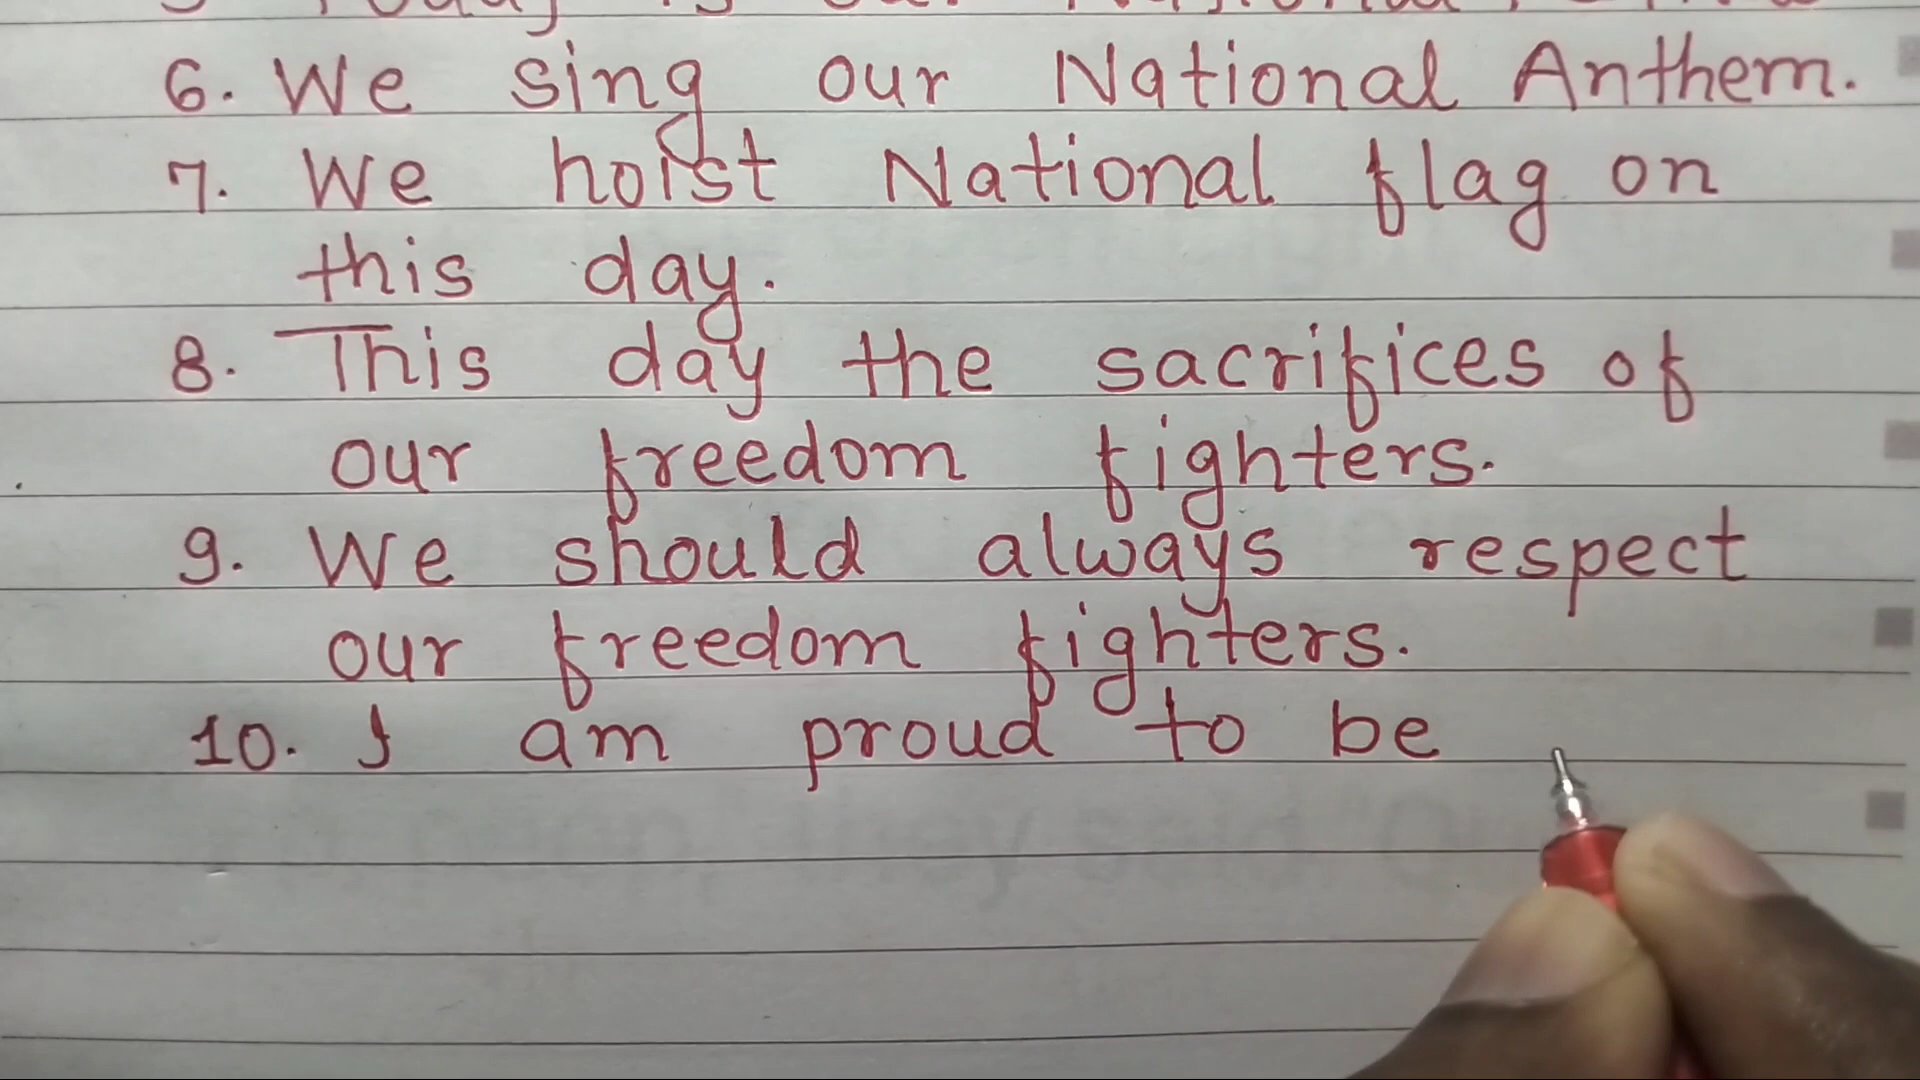 6. We sing our National Anthem.
7. We hoist National flag on
this day.
8. This day the sacrifices of
our freedom fighters.
9. We should always respect
our freedom fighters.
10. I am proud to be